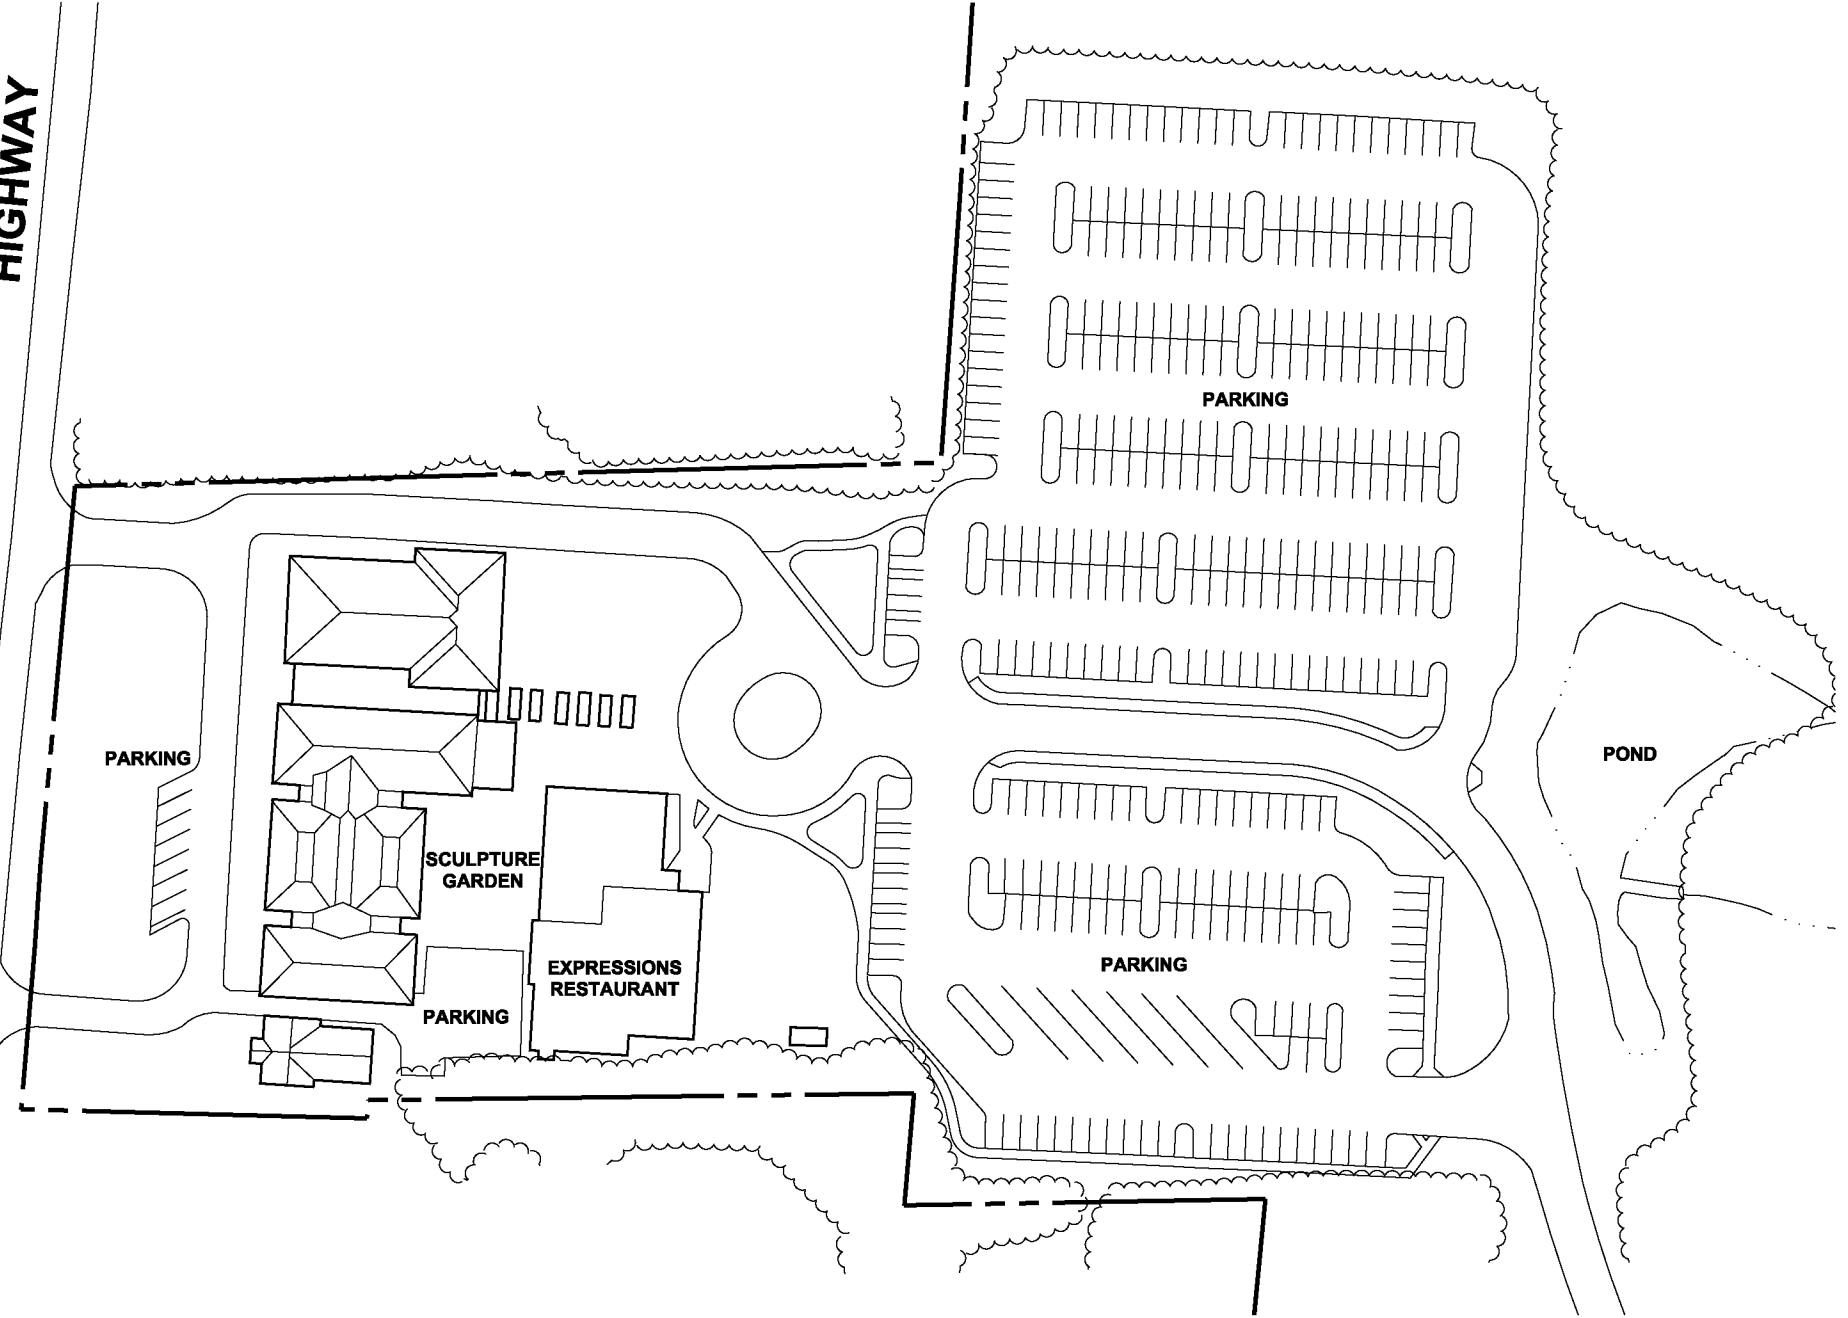 HIGHWAY
PARKING
PARKING
POND
SCULPTURE
GARDEN
EXPRESSIONS
RESTAURANT
PARKING
PARKING